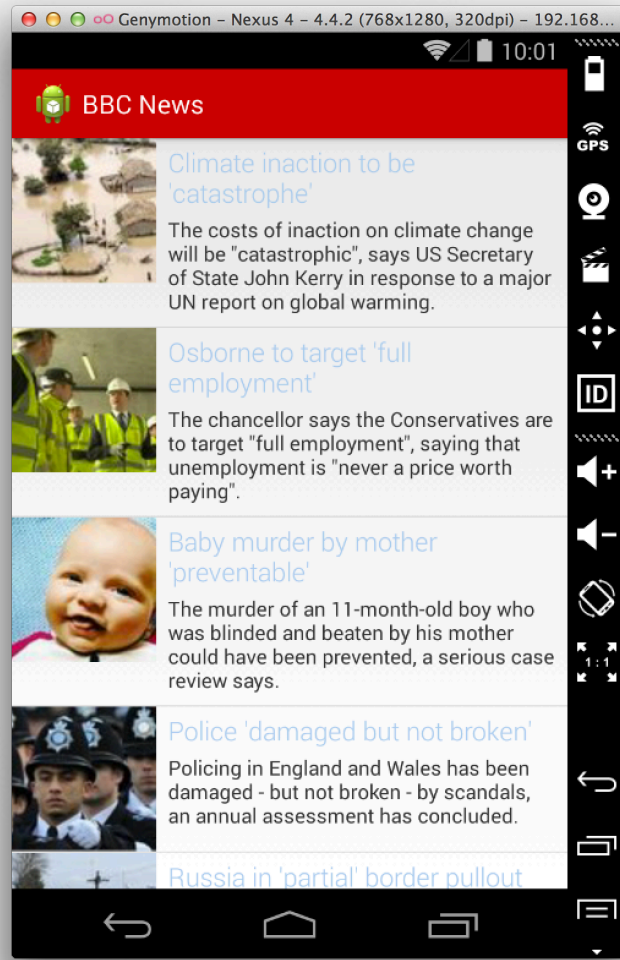 Genymotion - Nexus 4 - 4.4.2 (768x1280, 320dpi) - 192.168...
10:01
BBC News
GPS
Climate inaction to be
'catastrophe'
The costs of inaction on climate change
will be "catastrophic", says US Secretary
of State John Kerry in response to a major
UN report on global warming.
Osborne to target 'full
employment'
The chancellor says the Conservatives are
to target "full employment", saying that
unemployment is "never a price worth
paying".
ID
Baby murder by mother
'preventable'
The murder of an 11-month-old boy who
was blinded and beaten by his mother
could have been prevented, a serious case
review says.
1:1
Police 'damaged but not broken'
Policing in England and Wales has been
damaged - but not broken - by scandals,
an annual assessment has concluded.
Russia in 'partial' border pullout